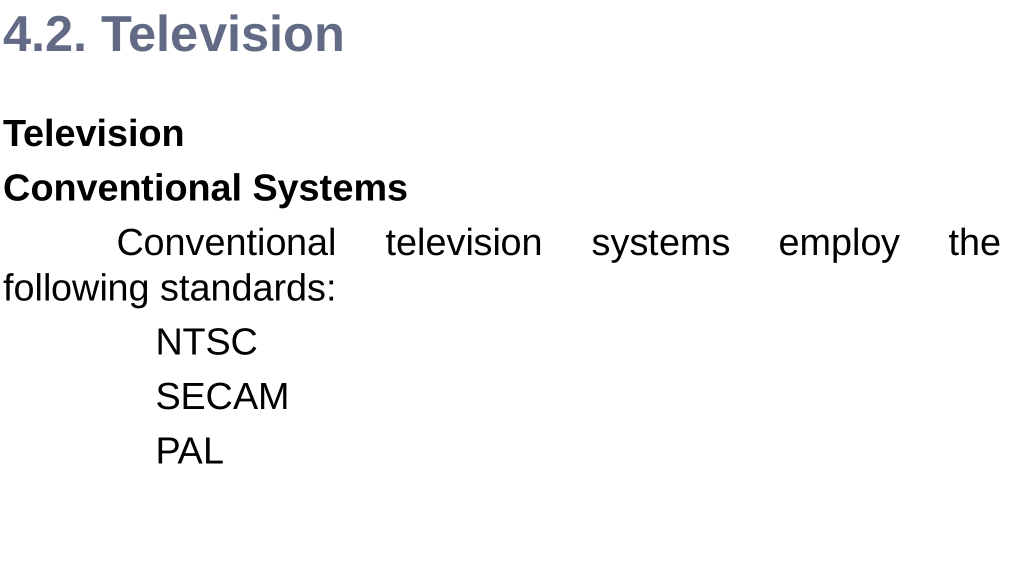 4.2. Television
Television
Conventional Systems
Conventional television systems employ the
following standards:
NTSC
SECAM
PAL